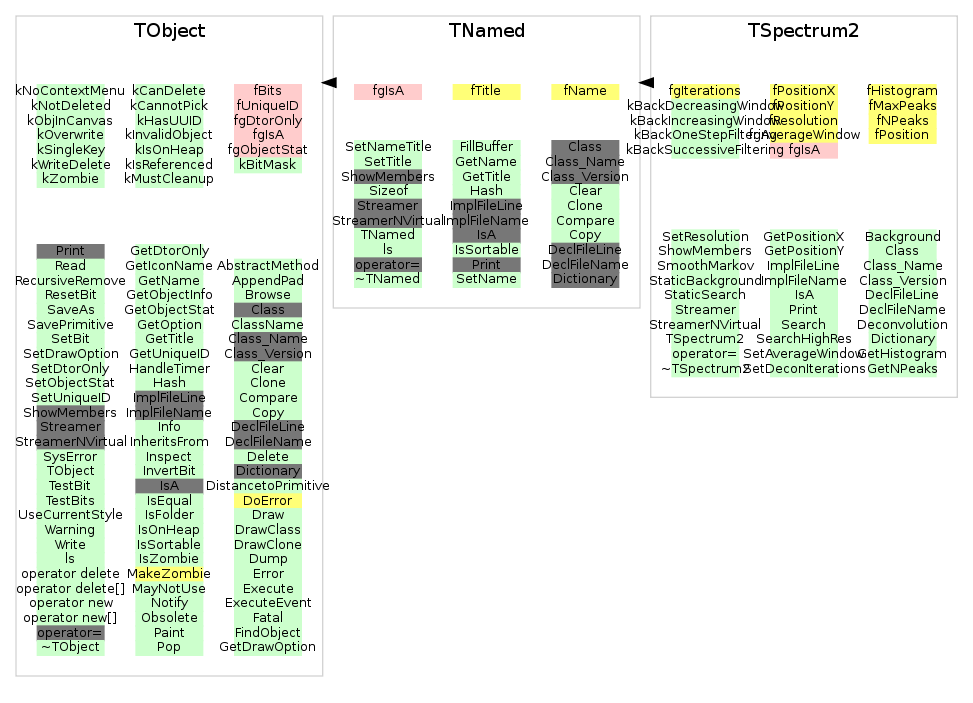 TObject
kNoContextMenu kCanDelete fBits
kNotDeleted kCannotPick fUniqueID
kObjInCanvas kHasUUID fgDtorOnly
kOverwrite kInvalidObject fgIsA
kSingleKey kIsOnHeap fgObjectStat
kWriteDelete kIsReferenced kBitMask
kZombie kMustCleanup
Print GetDtorOnly
Read GetIconName AbstractMethod
RecursiveRemove GetName AppendPad
ResetBit GetObjectInfo Browse
SaveAs GetObjectStat Class
SavePrimitive GetOption ClassName
SetBit GetTitle Class_Name
SetDrawOption GetUniqueID Class_Version
SetDtorOnly HandleTimer Clear
SetObjectStat Hash Clone
SetUniqueID ImplFileLine Compare
ShowMembers ImplFileName Copy
Streamer Info DeclFileLine
StreamerNVirtual InheritsFrom DeclFileName
SysError Inspect Delete
TObject InvertBit Dictionary
TestBit IsA DistancetoPrimitive
TestBits IsEqual DoError
UseCurrentStyle IsFolder Draw
Warning IsOnHeap DrawClass
Write IsSortable DrawClone
ls IsZombie Dump
operator delete MakeZombie Error
operator delete[] MayNotUse Execute
operator new Notify ExecuteEvent
operator new[] Obsolete Fatal
operator= Paint FindObject
~TObject Pop GetDrawOption
TNamed
fgIsA fTitle fName
SetNameTitle FillBuffer Class
SetTitle GetName Class_Name
ShowMembers GetTitle Class_Version
Sizeof Hash Clear
Streamer ImplFileLine Clone
StreamerNVirtual ImplFileName Compare
TNamed IsA Copy
ls IsSortable DeclFileLine
operator= Print DeclFileName
~TNamed SetName Dictionary
TSpectrum2
fgIterations fPositionX fHistogram
kBackDecreasingWindow fPositionY fMaxPeaks
kBackIncreasingWindow fResolution fNPeaks
kBackOneStepFiltering fgAverageWindow fPosition
kBackSuccessiveFiltering fgIsA
SetResolution GetPositionX Background
ShowMembers GetPositionY Class
SmoothMarkov ImplFileLine Class_Name
StaticBackground ImplFileName Class_Version
StaticSearch IsA DeclFileLine
Streamer Print DeclFileName
StreamerNVirtual Search Deconvolution
TSpectrum2 SearchHighRes Dictionary
operator= SetAverageWindow GetHistogram
~TSpectrum2 SetDeconIterations GetNPeaks